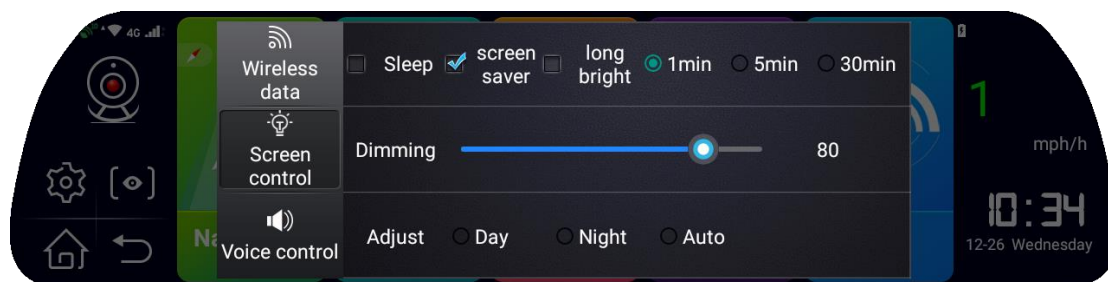 4G
Wireless
data
Sleep
screen
saver
long
bright
1min
5min
30min
Screen
control
Dimming
80
Voice control
Adjust
Day
Night
Auto
Na
1
mph/h
10:34
12-26 Wednesday